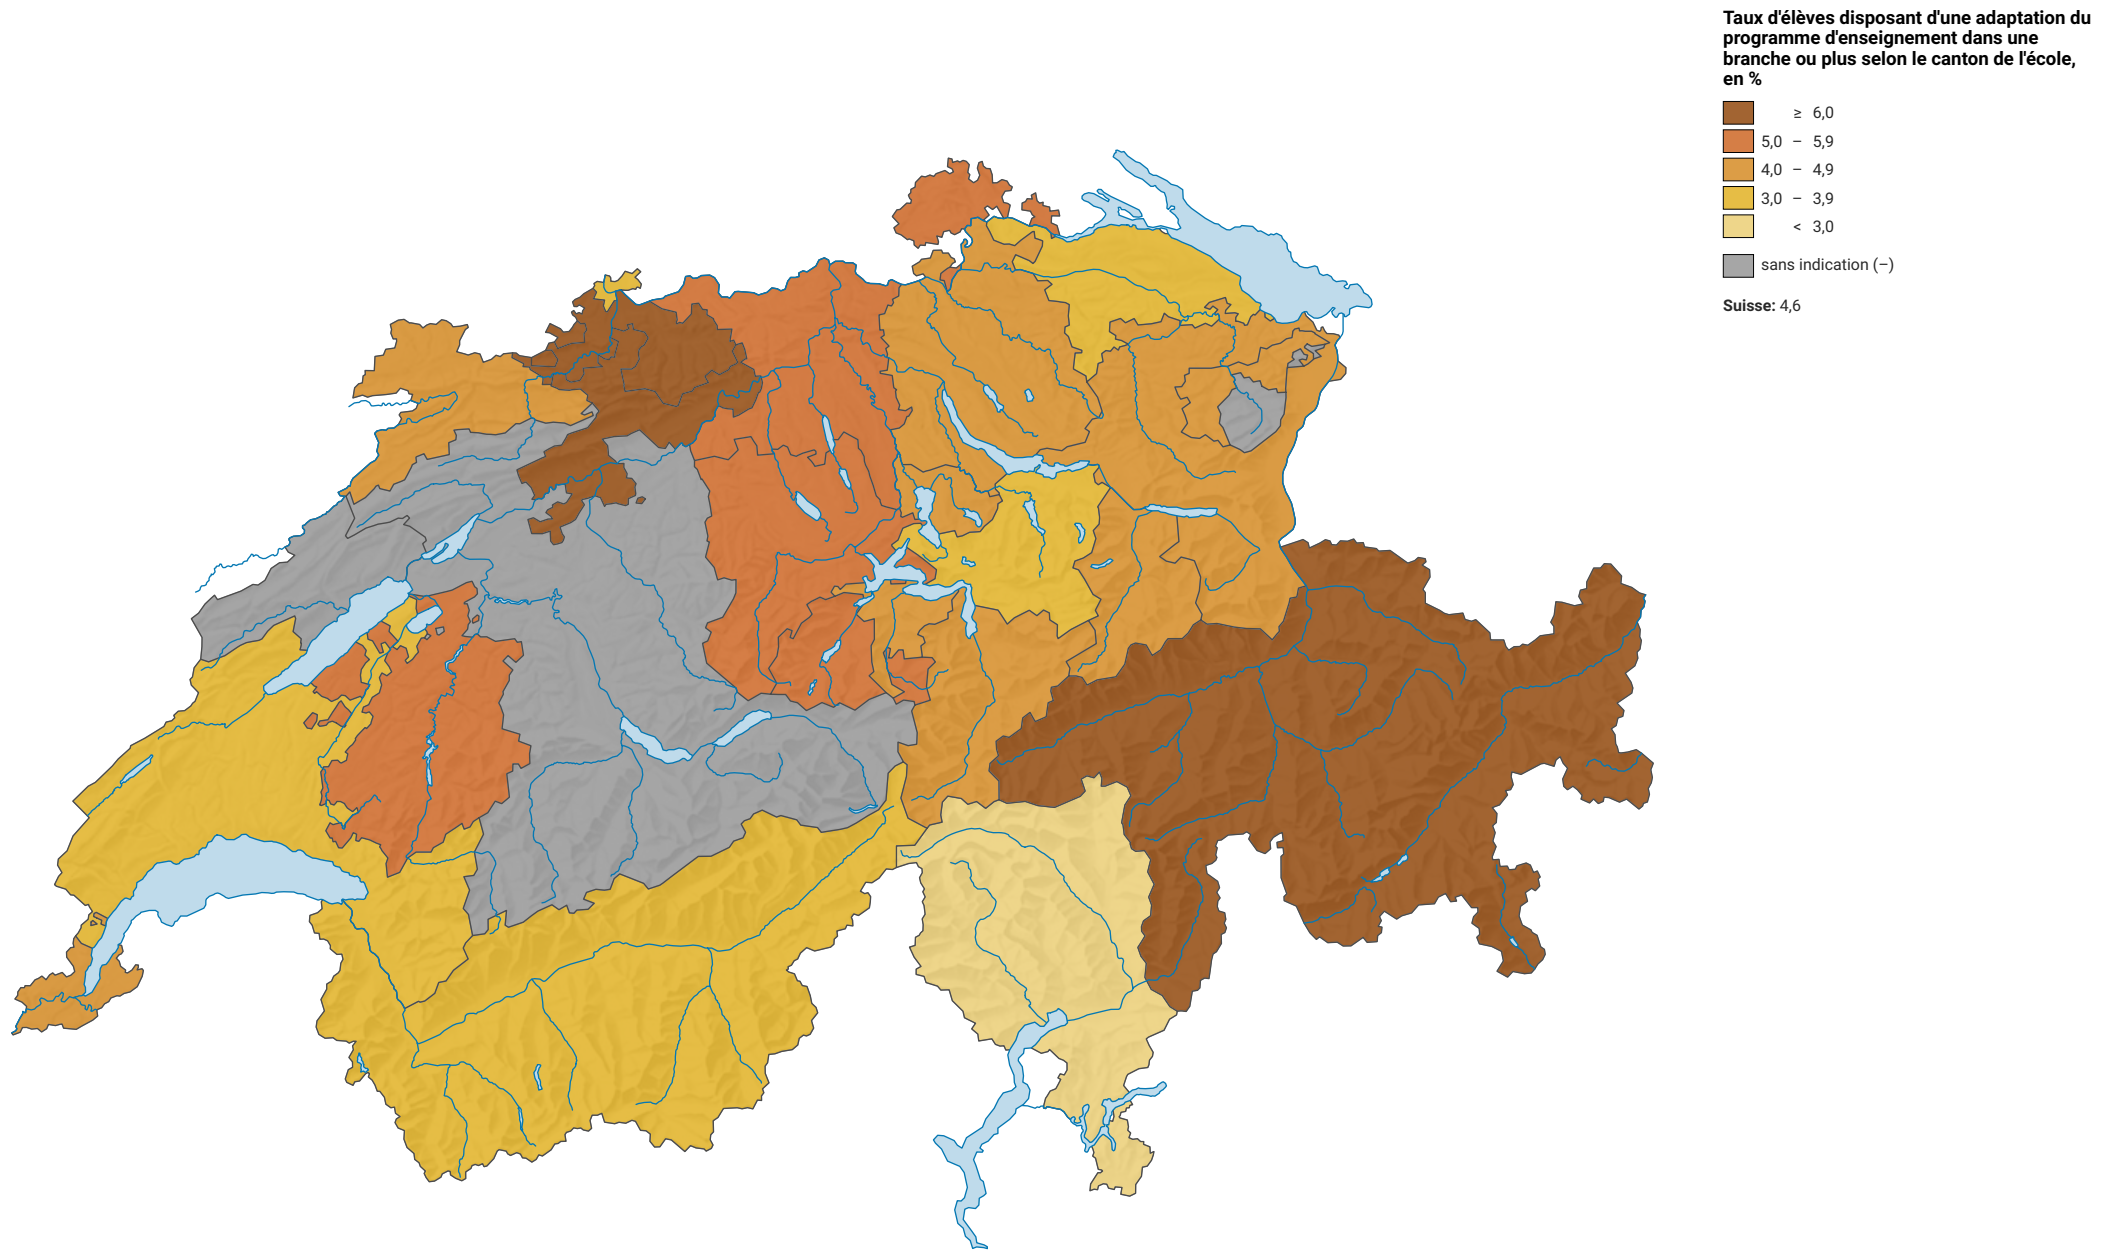 Taux d'élèves disposant d'une adaptation du
programme d'enseignement dans une
branche ou plus selon le canton de l'école,
en %
≥ 6,0
5,0 – 5,9
4,0 – 4,9
3,0 – 3,9
< 3,0
sans indication (–)
Suisse: 4,6